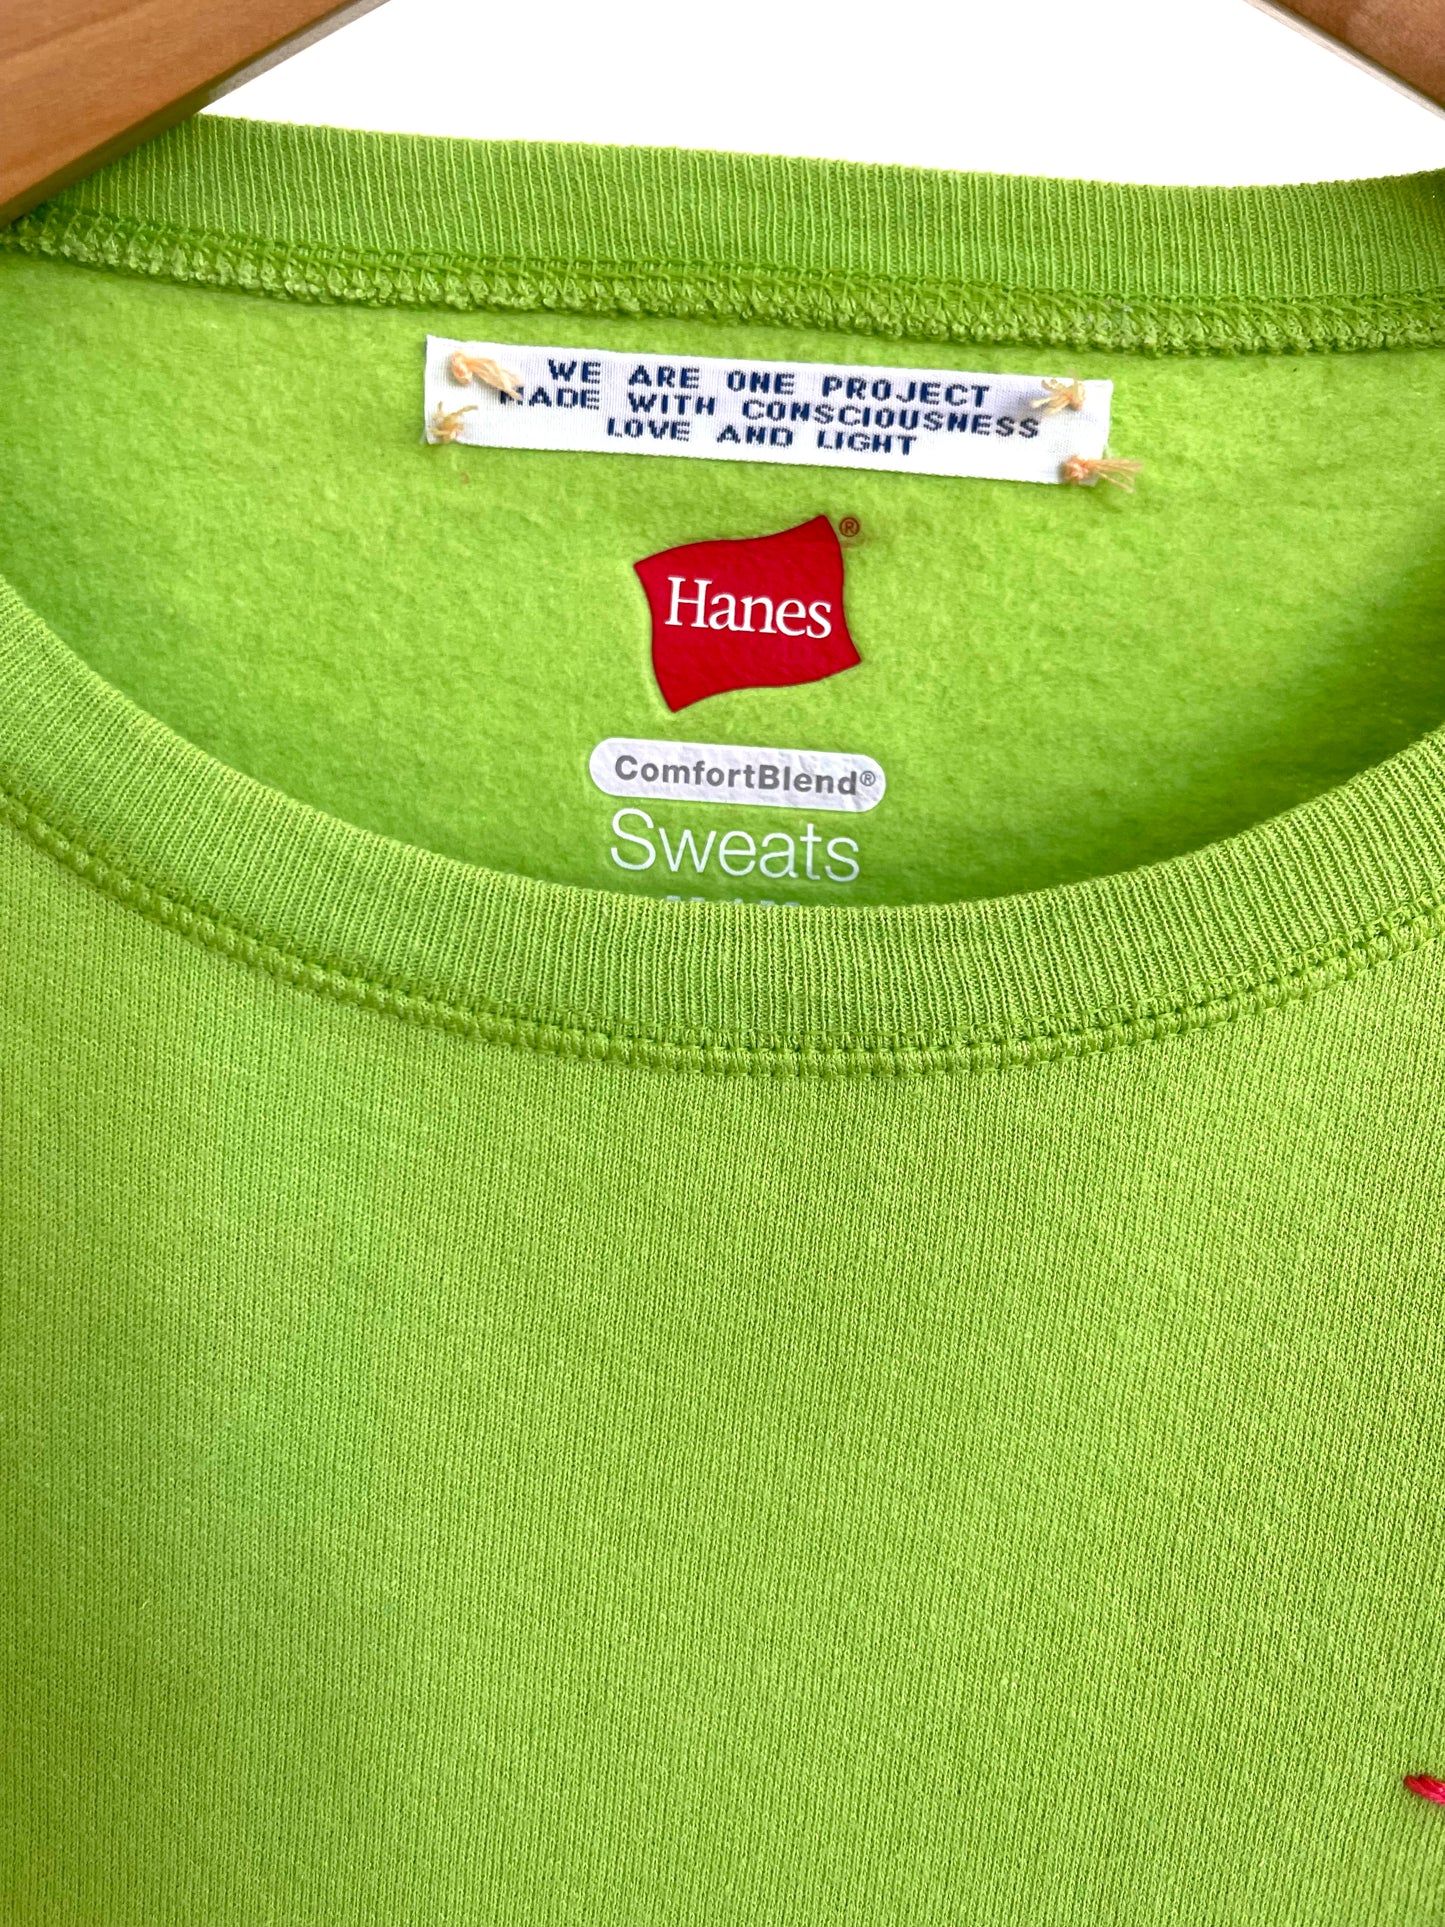 WE ARE ONE PROJECT
MADE WITH CONSCIOUSNESS
LOVE AND LIGHT
Hanes®
ComfortBlend®
Sweats